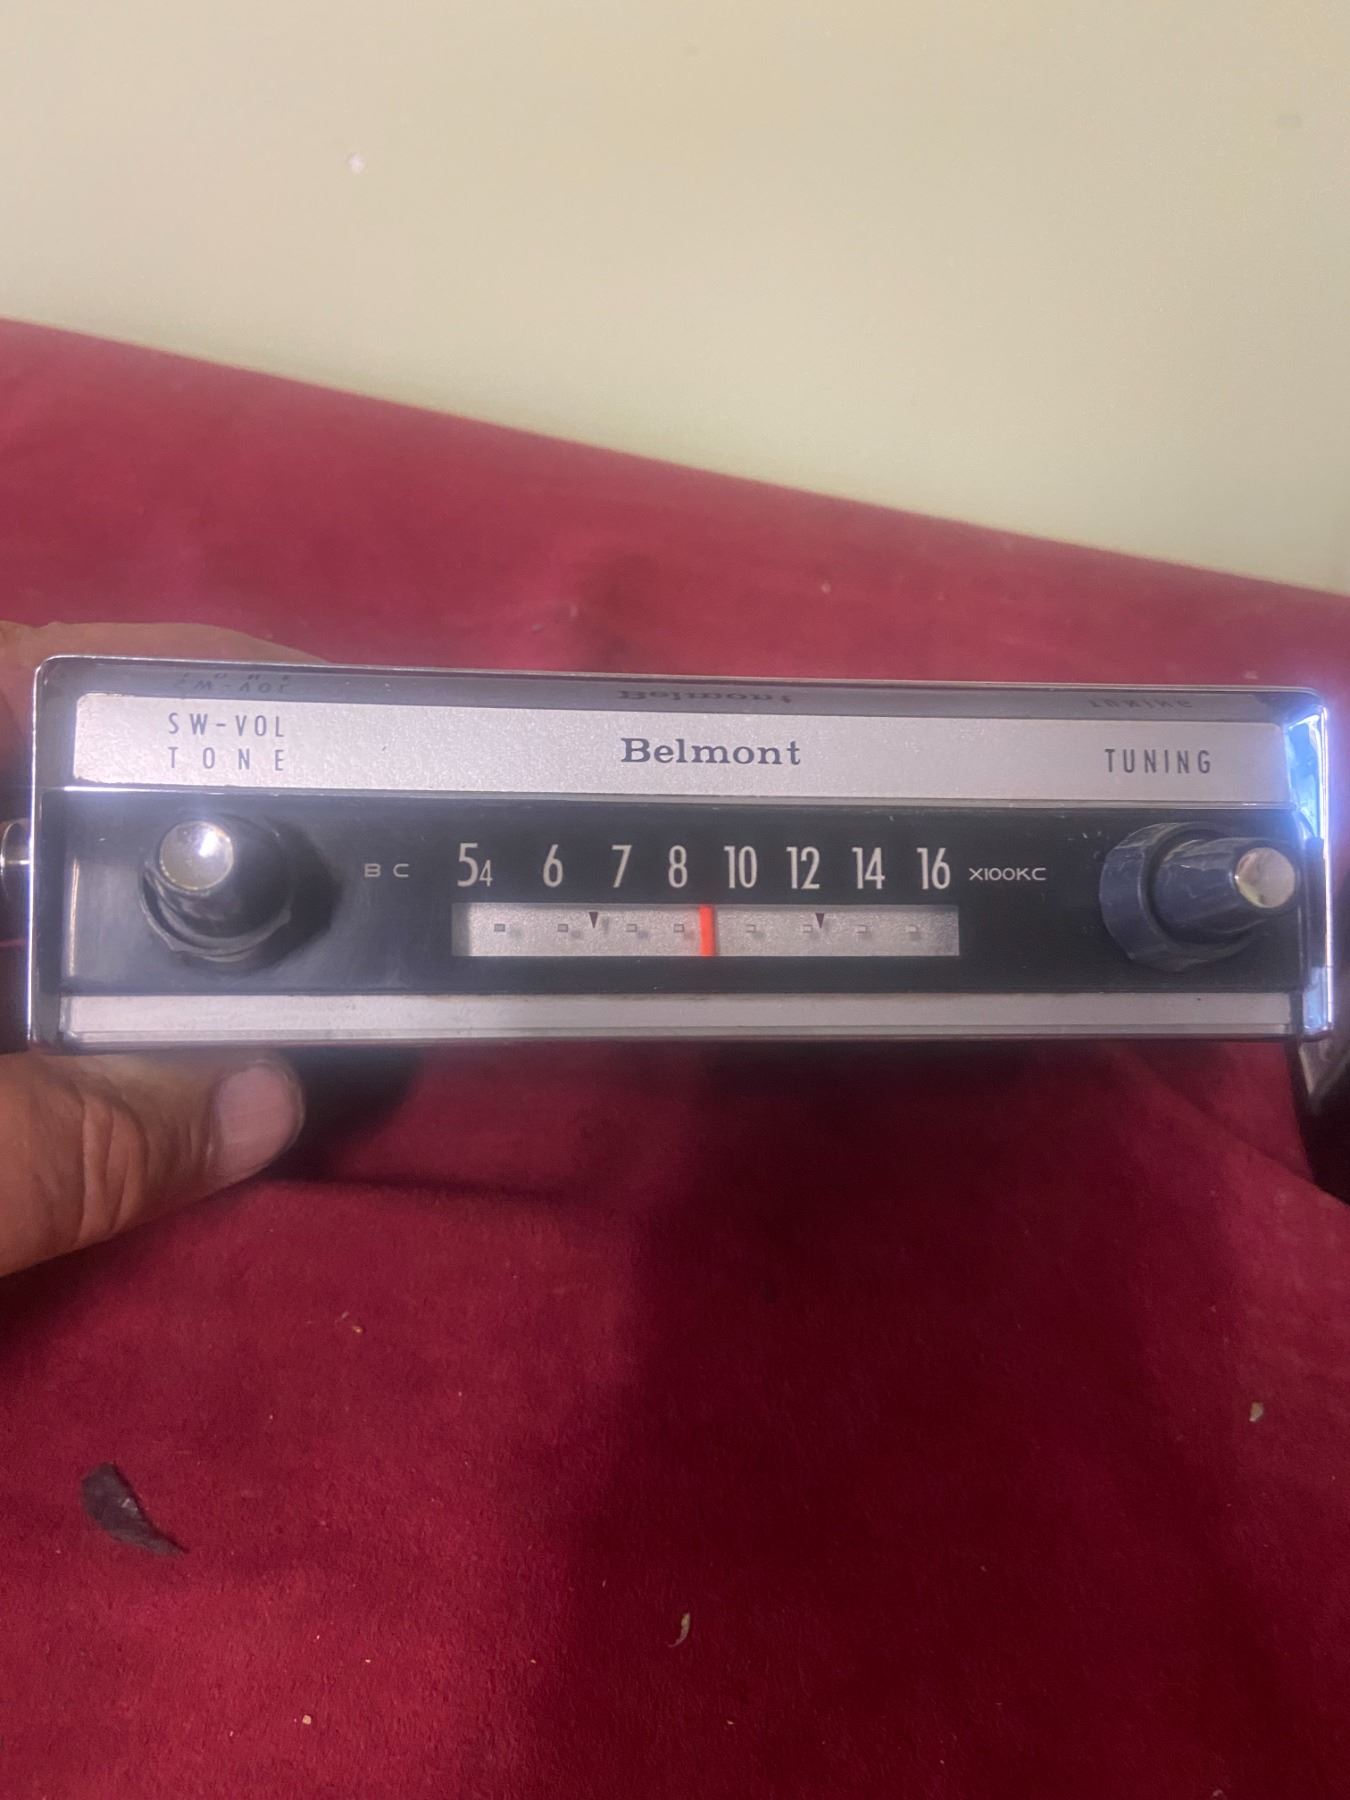 SW-VOL
TONE
Belmont
TUNING
BC 54 6 7 8 10 12 14 16 X100KC